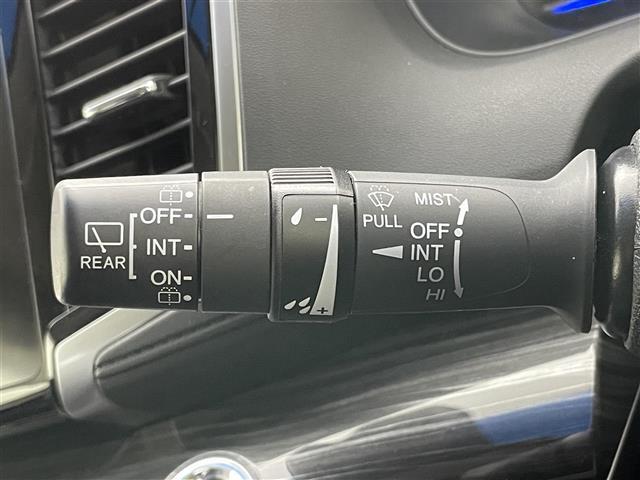 OFF
INT
REAR
ON
−
+
PULL
MIST
OFF
INT
LO
HI